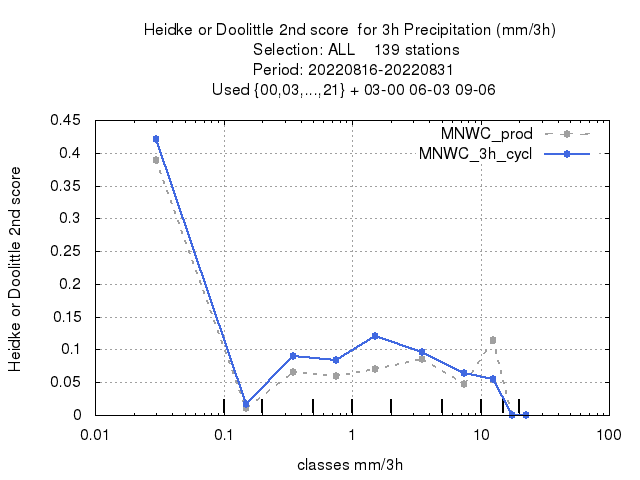 Heidke or Doolittle 2nd score  for 3h Precipitation (mm/3h)
Selection: ALL    139 stations
Period: 20220816-20220831
Used {00,03,...,21} + 03-00 06-03 09-06
MNWC_prod
MNWC_3h_cycl
Heidke or Doolittle 2nd score
0.45
0.4
0.35
0.3
0.25
0.2
0.15
0.1
0.05
0
0.01
0.1
1
10
100
classes mm/3h